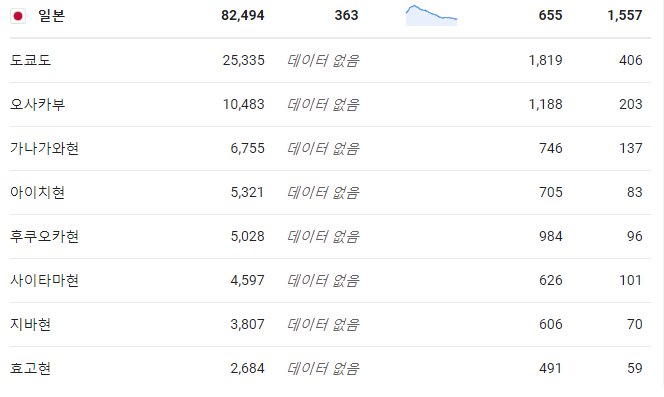 일본 82,494 363 655 1,557
도쿄도 25,335 데이터 없음 1,819 406
오사카부 10,483 데이터 없음 1,188 203
가나가와현 6,755 데이터 없음 746 137
아이치현 5,321 데이터 없음 705 83
후쿠오카현 5,028 데이터 없음 984 96
사이타마현 4,597 데이터 없음 626 101
지바현 3,807 데이터 없음 606 70
효고현 2,684 데이터 없음 491 59